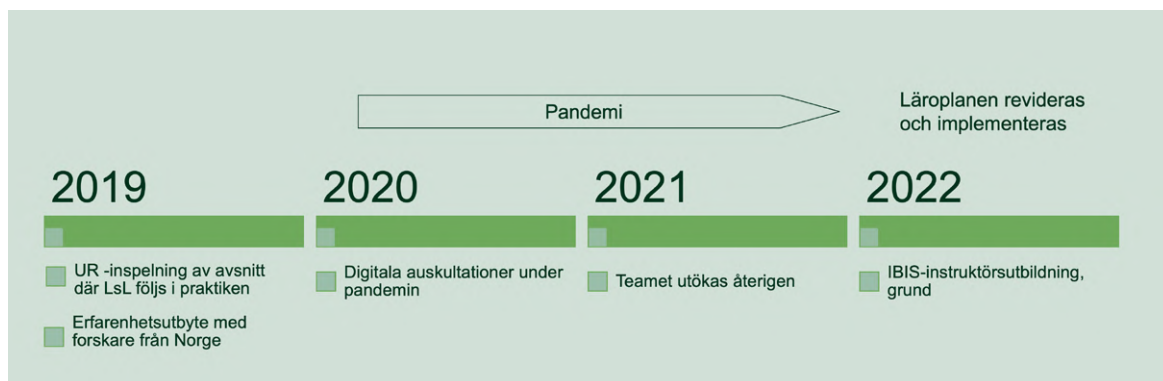 Pandemi
Läroplanen revideras
och implementeras
2019
2020
2021
2022
UR -inspelning av avsnitt
där LsL följs i praktiken
Erfarenhetsutbyte med
forskare från Norge
Digitala auskultationer under
pandemin
Teamet utökas återigen
IBIS-instruktörsutbildning,
grund